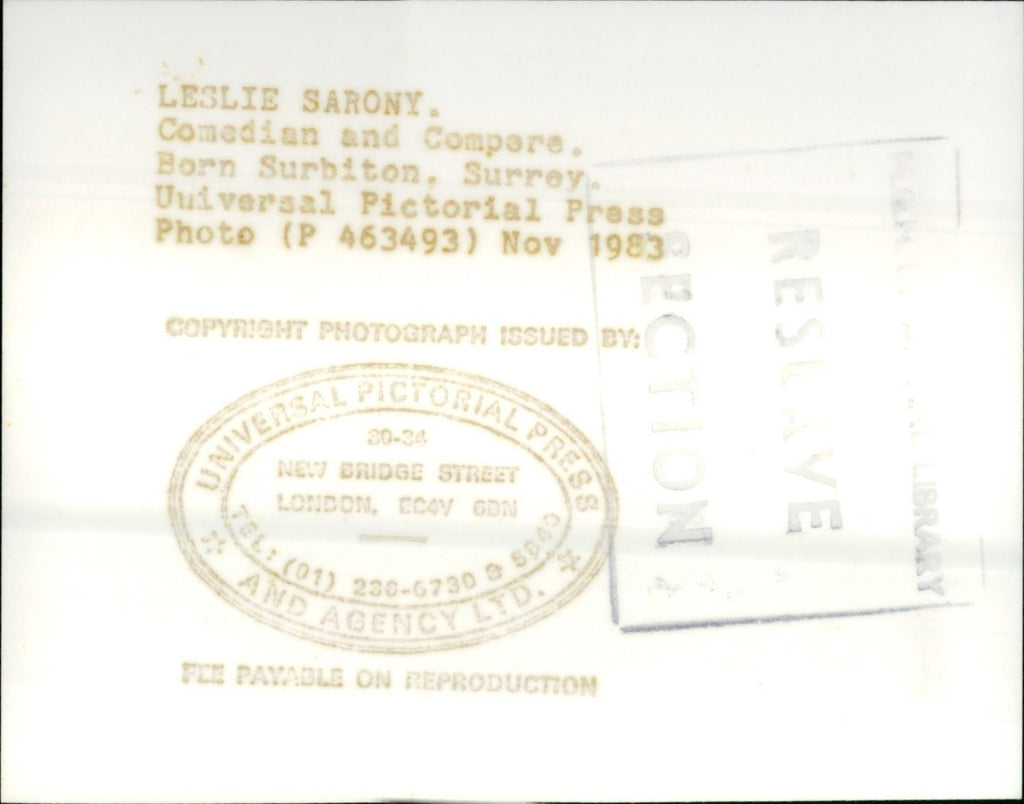 LESLIE SARONY.
Comedian and Compere.
Born Surbiton, Surrey.
Universal Pictorial Press
Photo (P 463493) Nov 1983
COPYRIGHT PHOTOGRAPH ISSUED BY:
UNIVERSAL PICTORIAL PRESS
30-34
NEW BRIDGE STREET
LONDON, EC4V 6BN
TEL: (01) 236-6730 & 5840
AND AGENCY LTD.
FEE PAYABLE ON REPRODUCTION
LIBRARY
RESLAVE
SECTION